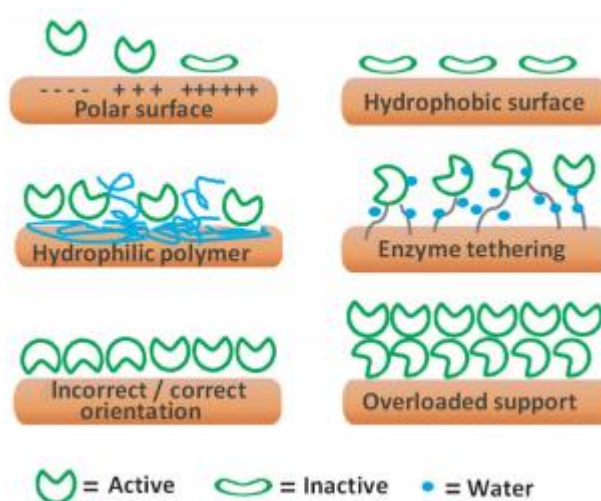 - - - - + + + ++++++
Polar surface
Hydrophobic surface
Hydrophilic polymer
Enzyme tethering
Incorrect / correct
orientation
Overloaded support
= Active
= Inactive
= Water